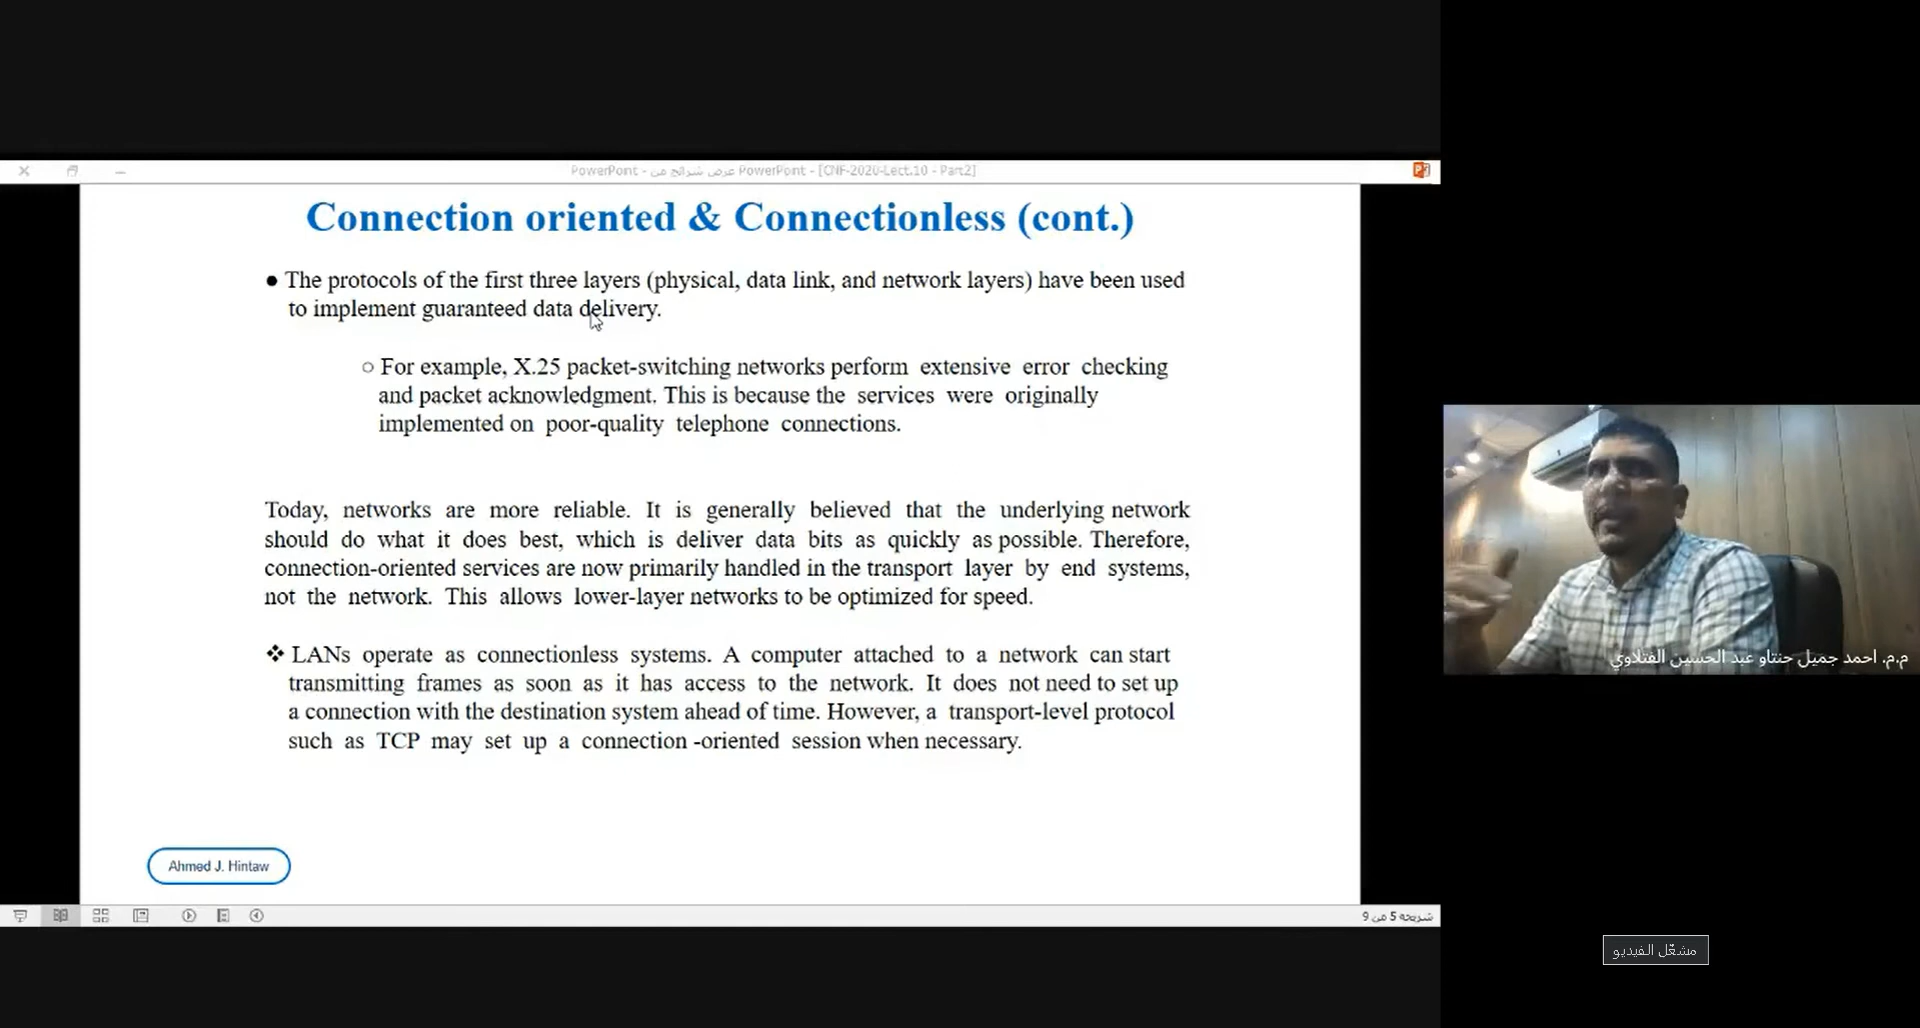 PowerPoint - عرض شرائح من PowerPoint - [CNF-2020-Lect.10 - Part2]
Connection oriented & Connectionless (cont.)
● The protocols of the first three layers (physical, data link, and network layers) have been used
to implement guaranteed data delivery.
○ For example, X.25 packet-switching networks perform extensive error checking
and packet acknowledgment. This is because the services were originally
implemented on poor-quality telephone connections.
Today, networks are more reliable. It is generally believed that the underlying network
should do what it does best, which is deliver data bits as quickly as possible. Therefore,
connection-oriented services are now primarily handled in the transport layer by end systems,
not the network. This allows lower-layer networks to be optimized for speed.
❖ LANs operate as connectionless systems. A computer attached to a network can start
transmitting frames as soon as it has access to the network. It does not need to set up
a connection with the destination system ahead of time. However, a transport-level protocol
such as TCP may set up a connection -oriented session when necessary.
Ahmed J. Hintaw
شريحة 5 من 9
م.م. احمد جميل حنتاو عبد الحسين الفتلاوي
مشغّل الفيديو